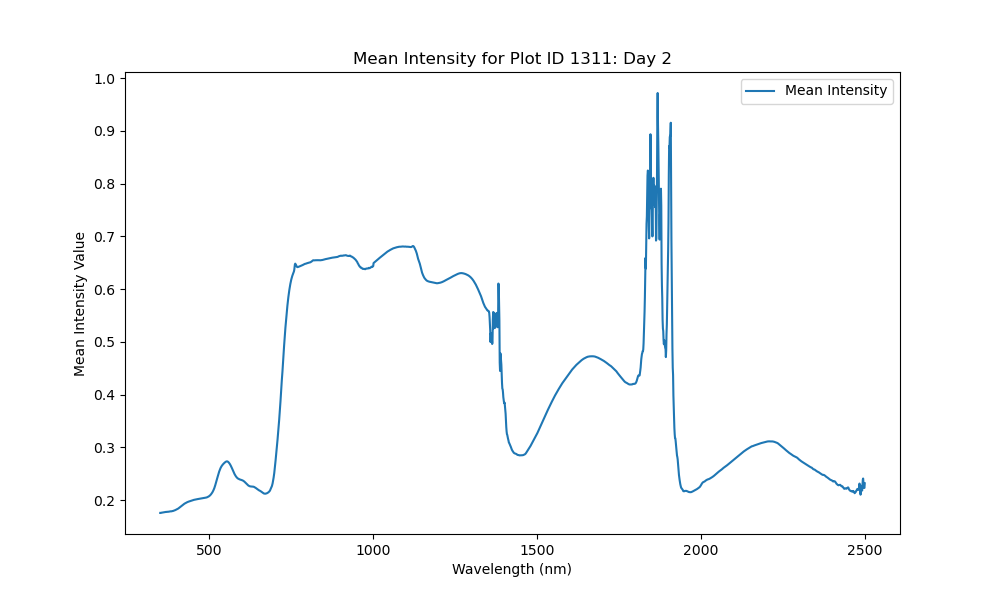 Mean Intensity for Plot ID 1311: Day 2
Mean Intensity
Mean Intensity Value
1.0
0.9
0.8
0.7
0.6
0.5
0.4
0.3
0.2
500 1000 1500 2000 2500
Wavelength (nm)